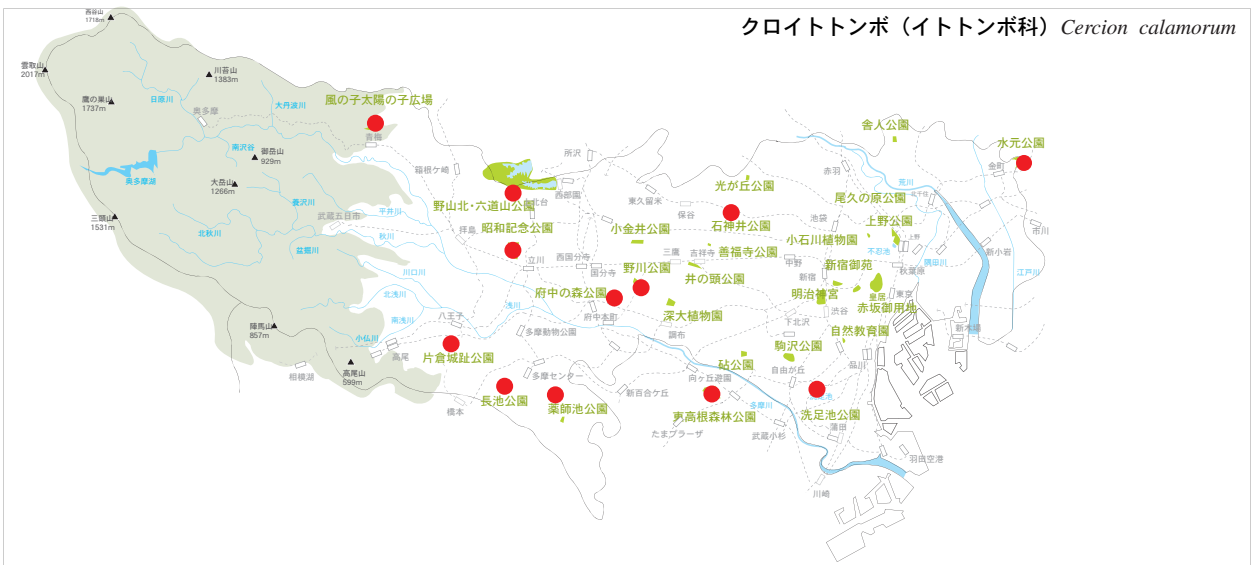 クロイトトンボ（イトトンボ科）Cercion calamorum
酉谷山
1718m
雲取山
2017m
鷹の巣山
1737m
川苔山
1383m
日原川
奥多摩
大丹波川
風の子太陽の子広場
青梅
南沢谷
御岳山
929m
奥多摩湖
大岳山
1266m
養沢川
三頭山
1531m
北秋川
益掘川
武蔵五日市
平井川
秋川
箱根ケ崎
拝島
所沢
西部園
北台
野山北・六道山公園
昭和記念公園
立川
西国分寺
国分寺
小金井公園
東久留米
保谷
光が丘公園
石神井公園
三鷹
吉祥寺
善福寺公園
井の頭公園
野川公園
府中の森公園
府中本町
深大植物園
調布
舎人公園
水元公園
金町
赤羽
荒川
北千住
尾久の原公園
上野公園
上野
池袋
小石川植物園
不忍池
隅田川
新小岩
市川
江戸川
中野
新宿
新宿御苑
秋葉原
明治神宮
皇居
東京
赤坂御用地
渋谷
下北沢
自然教育園
新木場
駒沢公園
自由が丘
品川
砧公園
向ヶ丘遊園
川口川
北浅川
南浅川
小仏川
浅川
八王子
陣馬山
857m
高尾山
599m
高尾
相模湖
片倉城趾公園
多摩動物公園
多摩センター
長池公園
薬師池公園
橋本
新百合ケ丘
東高根森林公園
たまプラーザ
多摩川
武蔵小杉
洗足池公園
蒲田
羽田空港
川崎